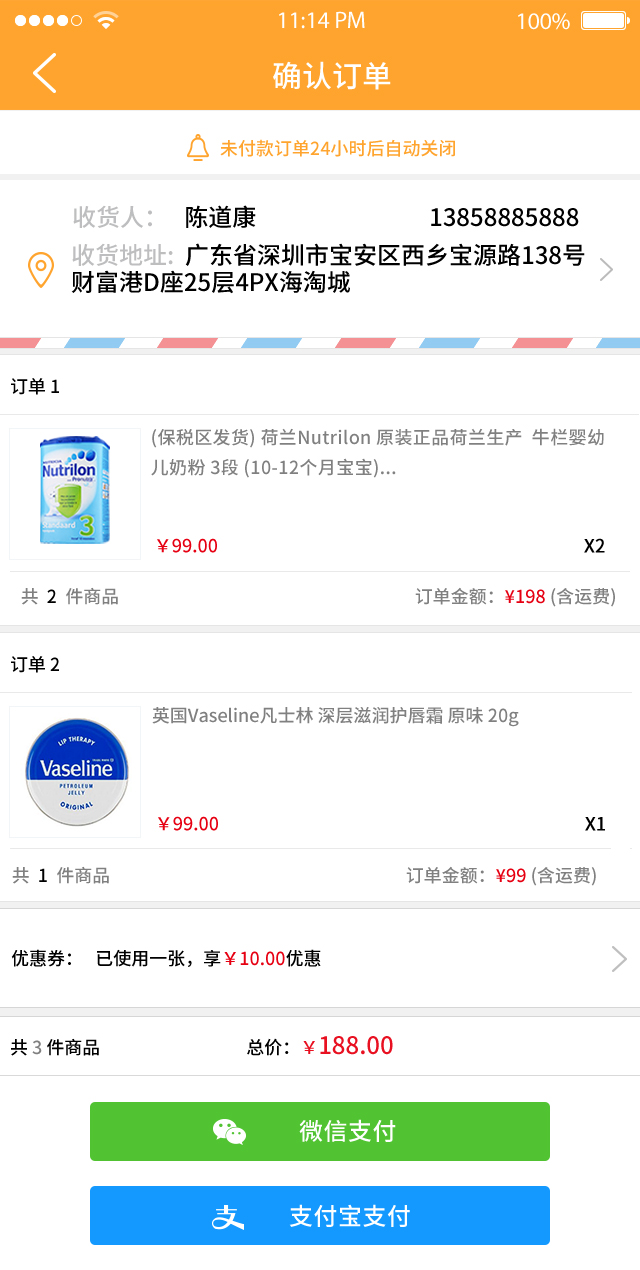 11:14 PM 100%
确认订单
未付款订单24小时后自动关闭
收货人： 陈道康 13858885888
收货地址: 广东省深圳市宝安区西乡宝源路138号
财富港D座25层4PX海淘城
订单 1
(保税区发货) 荷兰Nutrilon 原装正品荷兰生产 牛栏婴幼
儿奶粉 3段 (10-12个月宝宝)...
Nutrilon
Standaard 3
￥99.00 X2
共 2 件商品 订单金额: ¥198 (含运费)
订单 2
英国Vaseline凡士林 深层滋润护唇霜 原味 20g
LIP THERAPY
Vaseline
PETROLEUM
JELLY
ORIGINAL
￥99.00 X1
共 1 件商品 订单金额: ¥99 (含运费)
优惠券： 已使用一张，享￥10.00优惠
共 3 件商品 总价：￥188.00
微信支付
支付宝支付